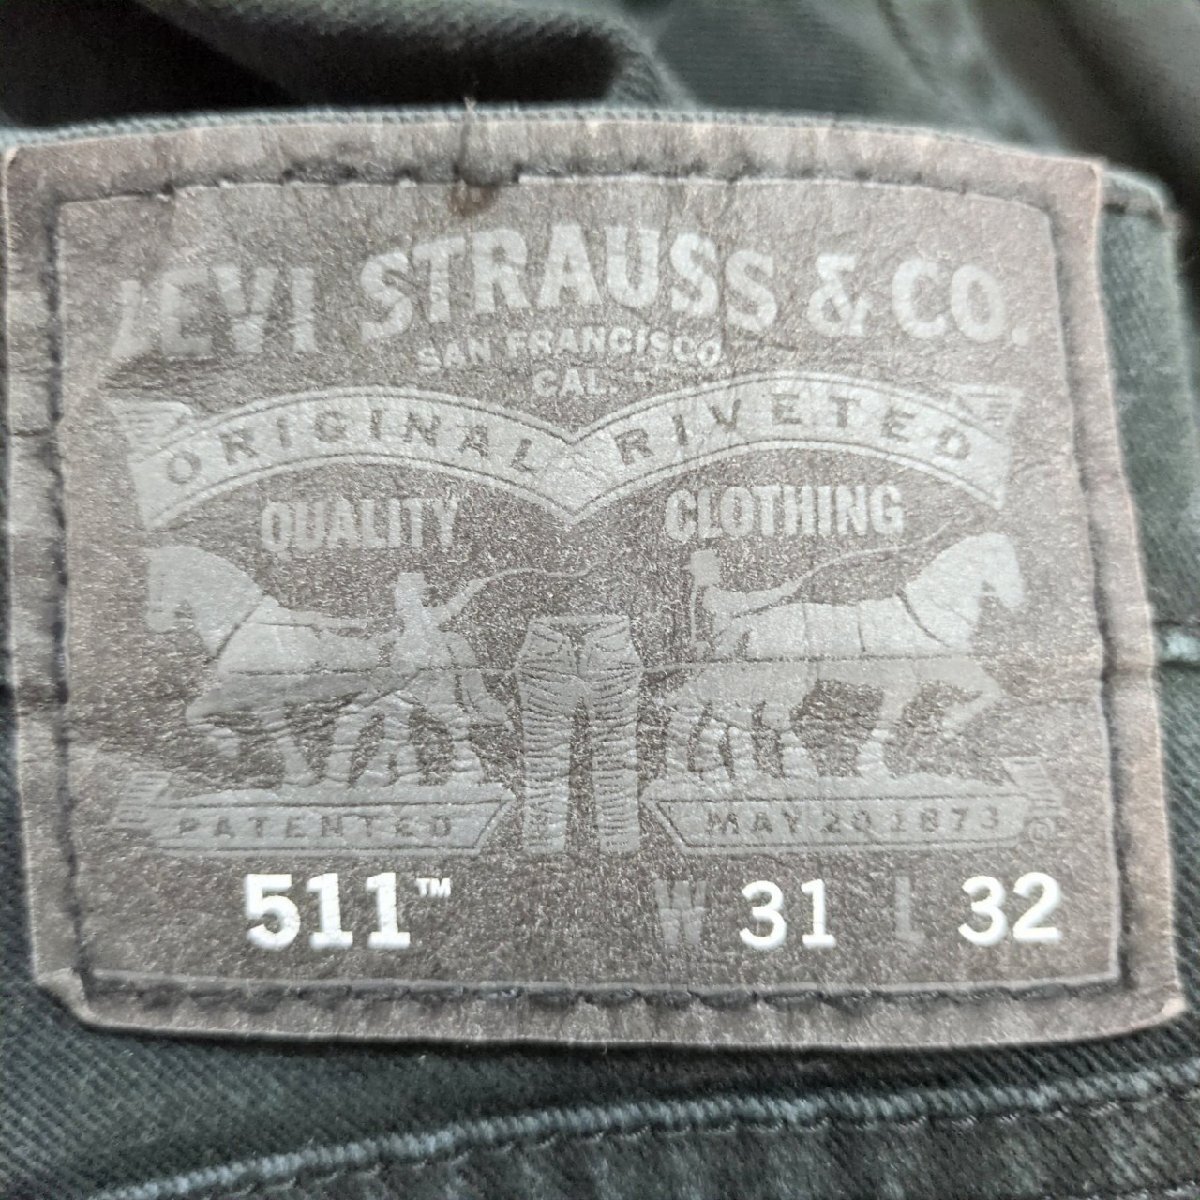 LEVI STRAUSS & CO.
SAN FRANCISCO,
CAL.
ORIGINAL RIVETED
QUALITY CLOTHING
PATENTED MAY 20 1873 ®
511™ W 31 L 32